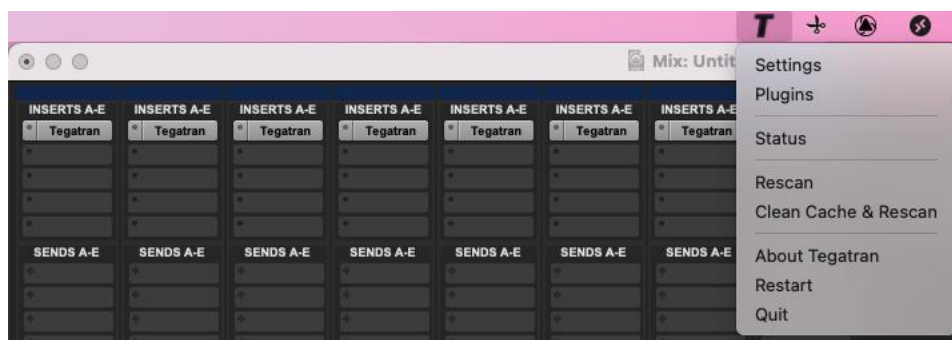 T
Mix: Untit
INSERTS A-E INSERTS A-E INSERTS A-E INSERTS A-E INSERTS A-E INSERTS A-E INSERTS A-E
Tegatran Tegatran Tegatran Tegatran Tegatran Tegatran Tegatran
SENDS A-E SENDS A-E SENDS A-E SENDS A-E SENDS A-E SENDS A-E SENDS A-E
Settings
Plugins
Status
Rescan
Clean Cache & Rescan
About Tegatran
Restart
Quit